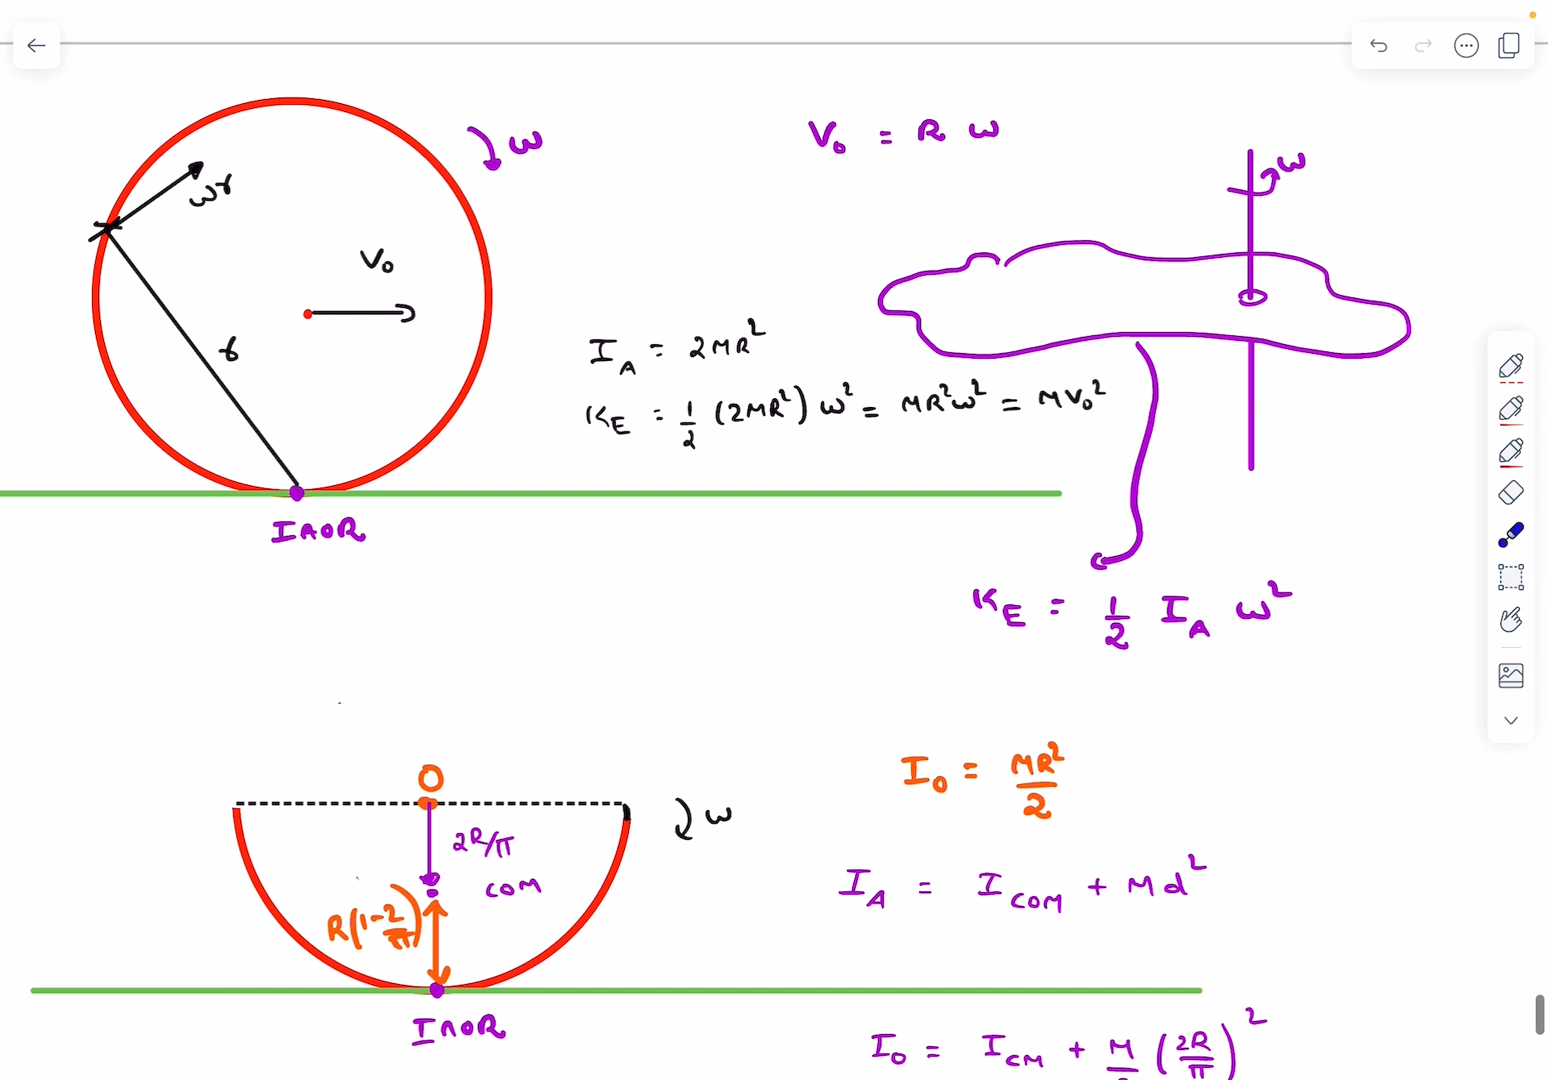 ω
V₀ = R ω
ω
ωr
V₀
r
I_A = 2MR²
K_E = 1/2 (2MR²) ω² = MR²ω² = MV₀²
IAOR
K_E = 1/2 I_A ω²
O
I₀ = MR²/2
ω
2R/π
COM
I_A = I_COM + Md²
R(1-2/π)
IAOR
I₀ = I_CM + M (2R/π)²